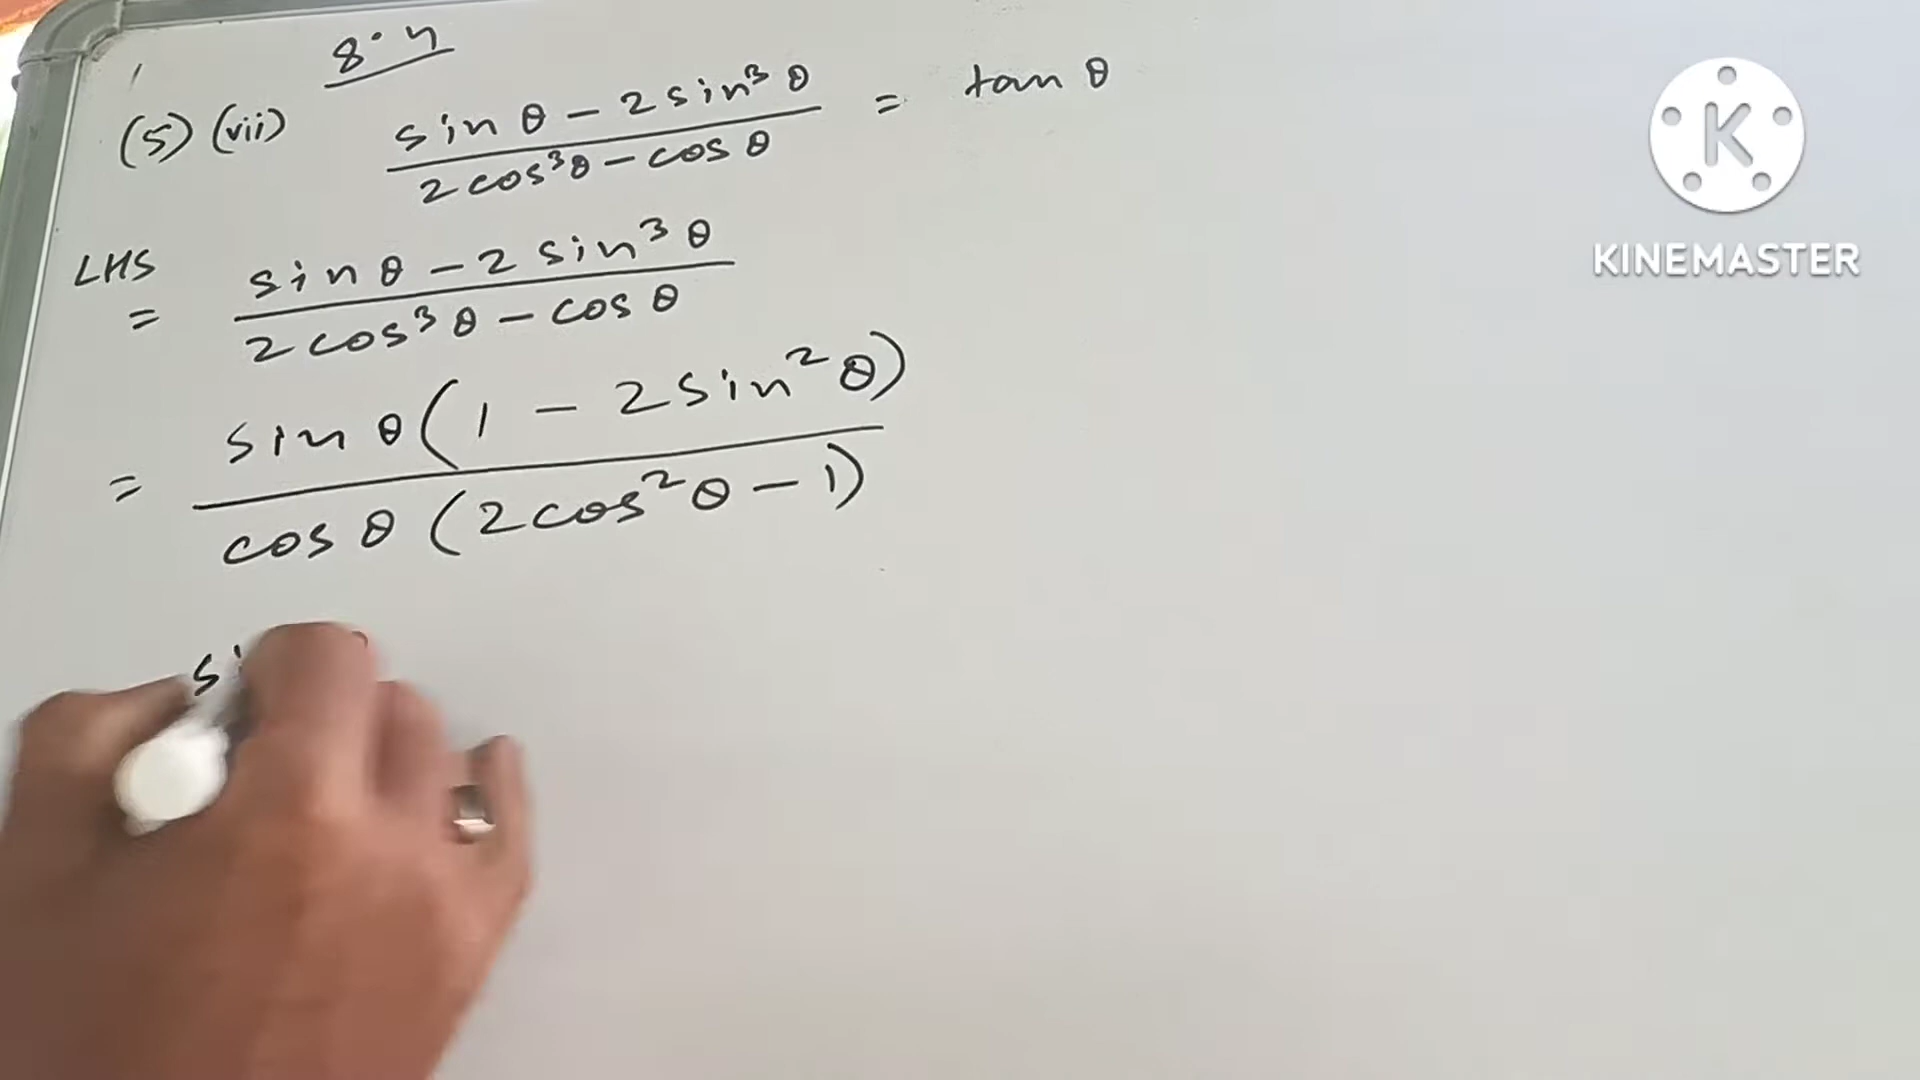 8.4
(5) (vii) sin θ − 2 sin³ θ / 2 cos³ θ − cos θ = tan θ
LHS
= sin θ − 2 sin³ θ / 2 cos³ θ − cos θ
= sin θ (1 − 2 sin² θ) / cos θ (2 cos² θ − 1)
si
K
KINEMASTER